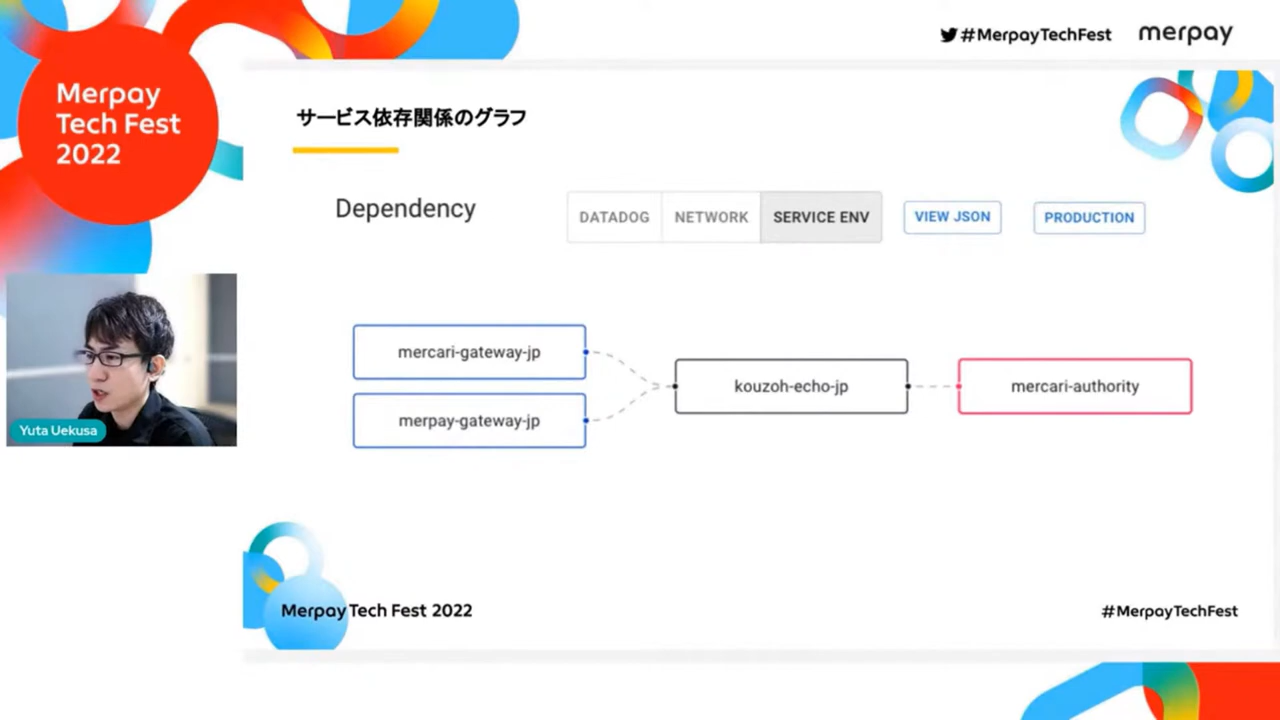 Merpay
Tech Fest
2022
#MerpayTechFest
merpay
サービス依存関係のグラフ
Dependency
DATADOG
NETWORK
SERVICE ENV
VIEW JSON
PRODUCTION
mercari-gateway-jp
merpay-gateway-jp
kouzoh-echo-jp
mercari-authority
Yuta Uekusa
Merpay Tech Fest 2022
#MerpayTechFest